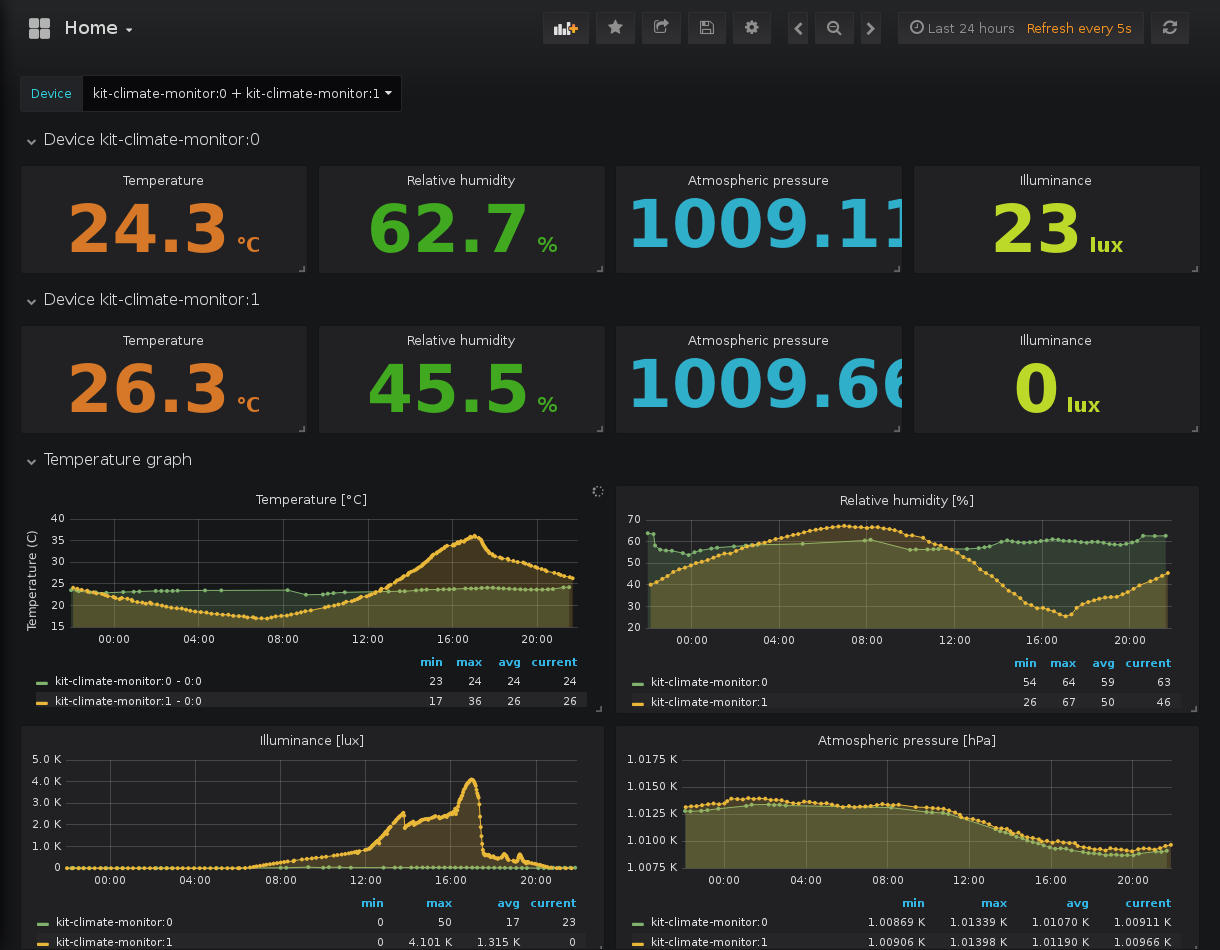 Home
Last 24 hours Refresh every 5s
Device kit-climate-monitor:0 + kit-climate-monitor:1
Device kit-climate-monitor:0
Temperature Relative humidity Atmospheric pressure Illuminance
24.3 °C 62.7 % 1009.11 23 lux
Device kit-climate-monitor:1
Temperature Relative humidity Atmospheric pressure Illuminance
26.3 °C 45.5 % 1009.66 0 lux
Temperature graph
Temperature [°C]
Temperature (C)
40
35
30
25
20
15
00:00 04:00 08:00 12:00 16:00 20:00
min max avg current
kit-climate-monitor:0 - 0:0 23 24 24 24
kit-climate-monitor:1 - 0:0 17 36 26 26
Relative humidity [%]
70
60
50
40
30
20
00:00 04:00 08:00 12:00 16:00 20:00
min max avg current
kit-climate-monitor:0 54 64 59 63
kit-climate-monitor:1 26 67 50 46
Illuminance [lux]
5.0 K
4.0 K
3.0 K
2.0 K
1.0 K
0
00:00 04:00 08:00 12:00 16:00 20:00
min max avg current
kit-climate-monitor:0 0 50 17 23
kit-climate-monitor:1 0 4.101 K 1.315 K 0
Atmospheric pressure [hPa]
1.0175 K
1.0150 K
1.0125 K
1.0100 K
1.0075 K
00:00 04:00 08:00 12:00 16:00 20:00
min max avg current
kit-climate-monitor:0 1.00869 K 1.01339 K 1.01070 K 1.00911 K
kit-climate-monitor:1 1.00906 K 1.01398 K 1.01190 K 1.00966 K